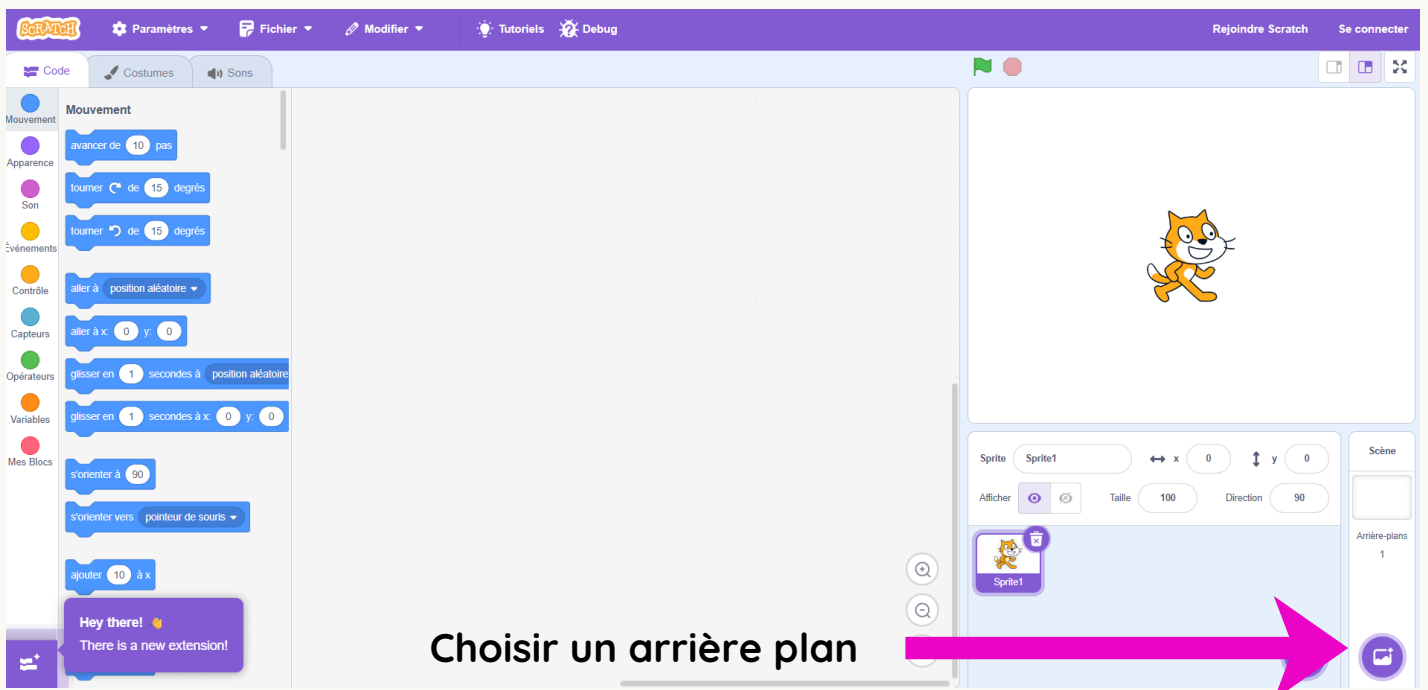 SCRATCH Paramètres Fichier Modifier Tutoriels Debug Rejoindre Scratch Se connecter
Code Costumes Sons
Mouvement
Apparence
Son
Événements
Contrôle
Capteurs
Opérateurs
Variables
Mes Blocs
Mouvement
avancer de 10 pas
tourner de 15 degrés
tourner de 15 degrés
aller à position aléatoire
aller à x: 0 y: 0
glisser en 1 secondes à position aléatoire
glisser en 1 secondes à x: 0 y: 0
s'orienter à 90
s'orienter vers pointeur de souris
ajouter 10 à x
Hey there! 👋
There is a new extension!
Choisir un arrière plan
Sprite Sprite1 x 0 y 0
Afficher Taille 100 Direction 90
Sprite1
Scène
Arrière-plans
1